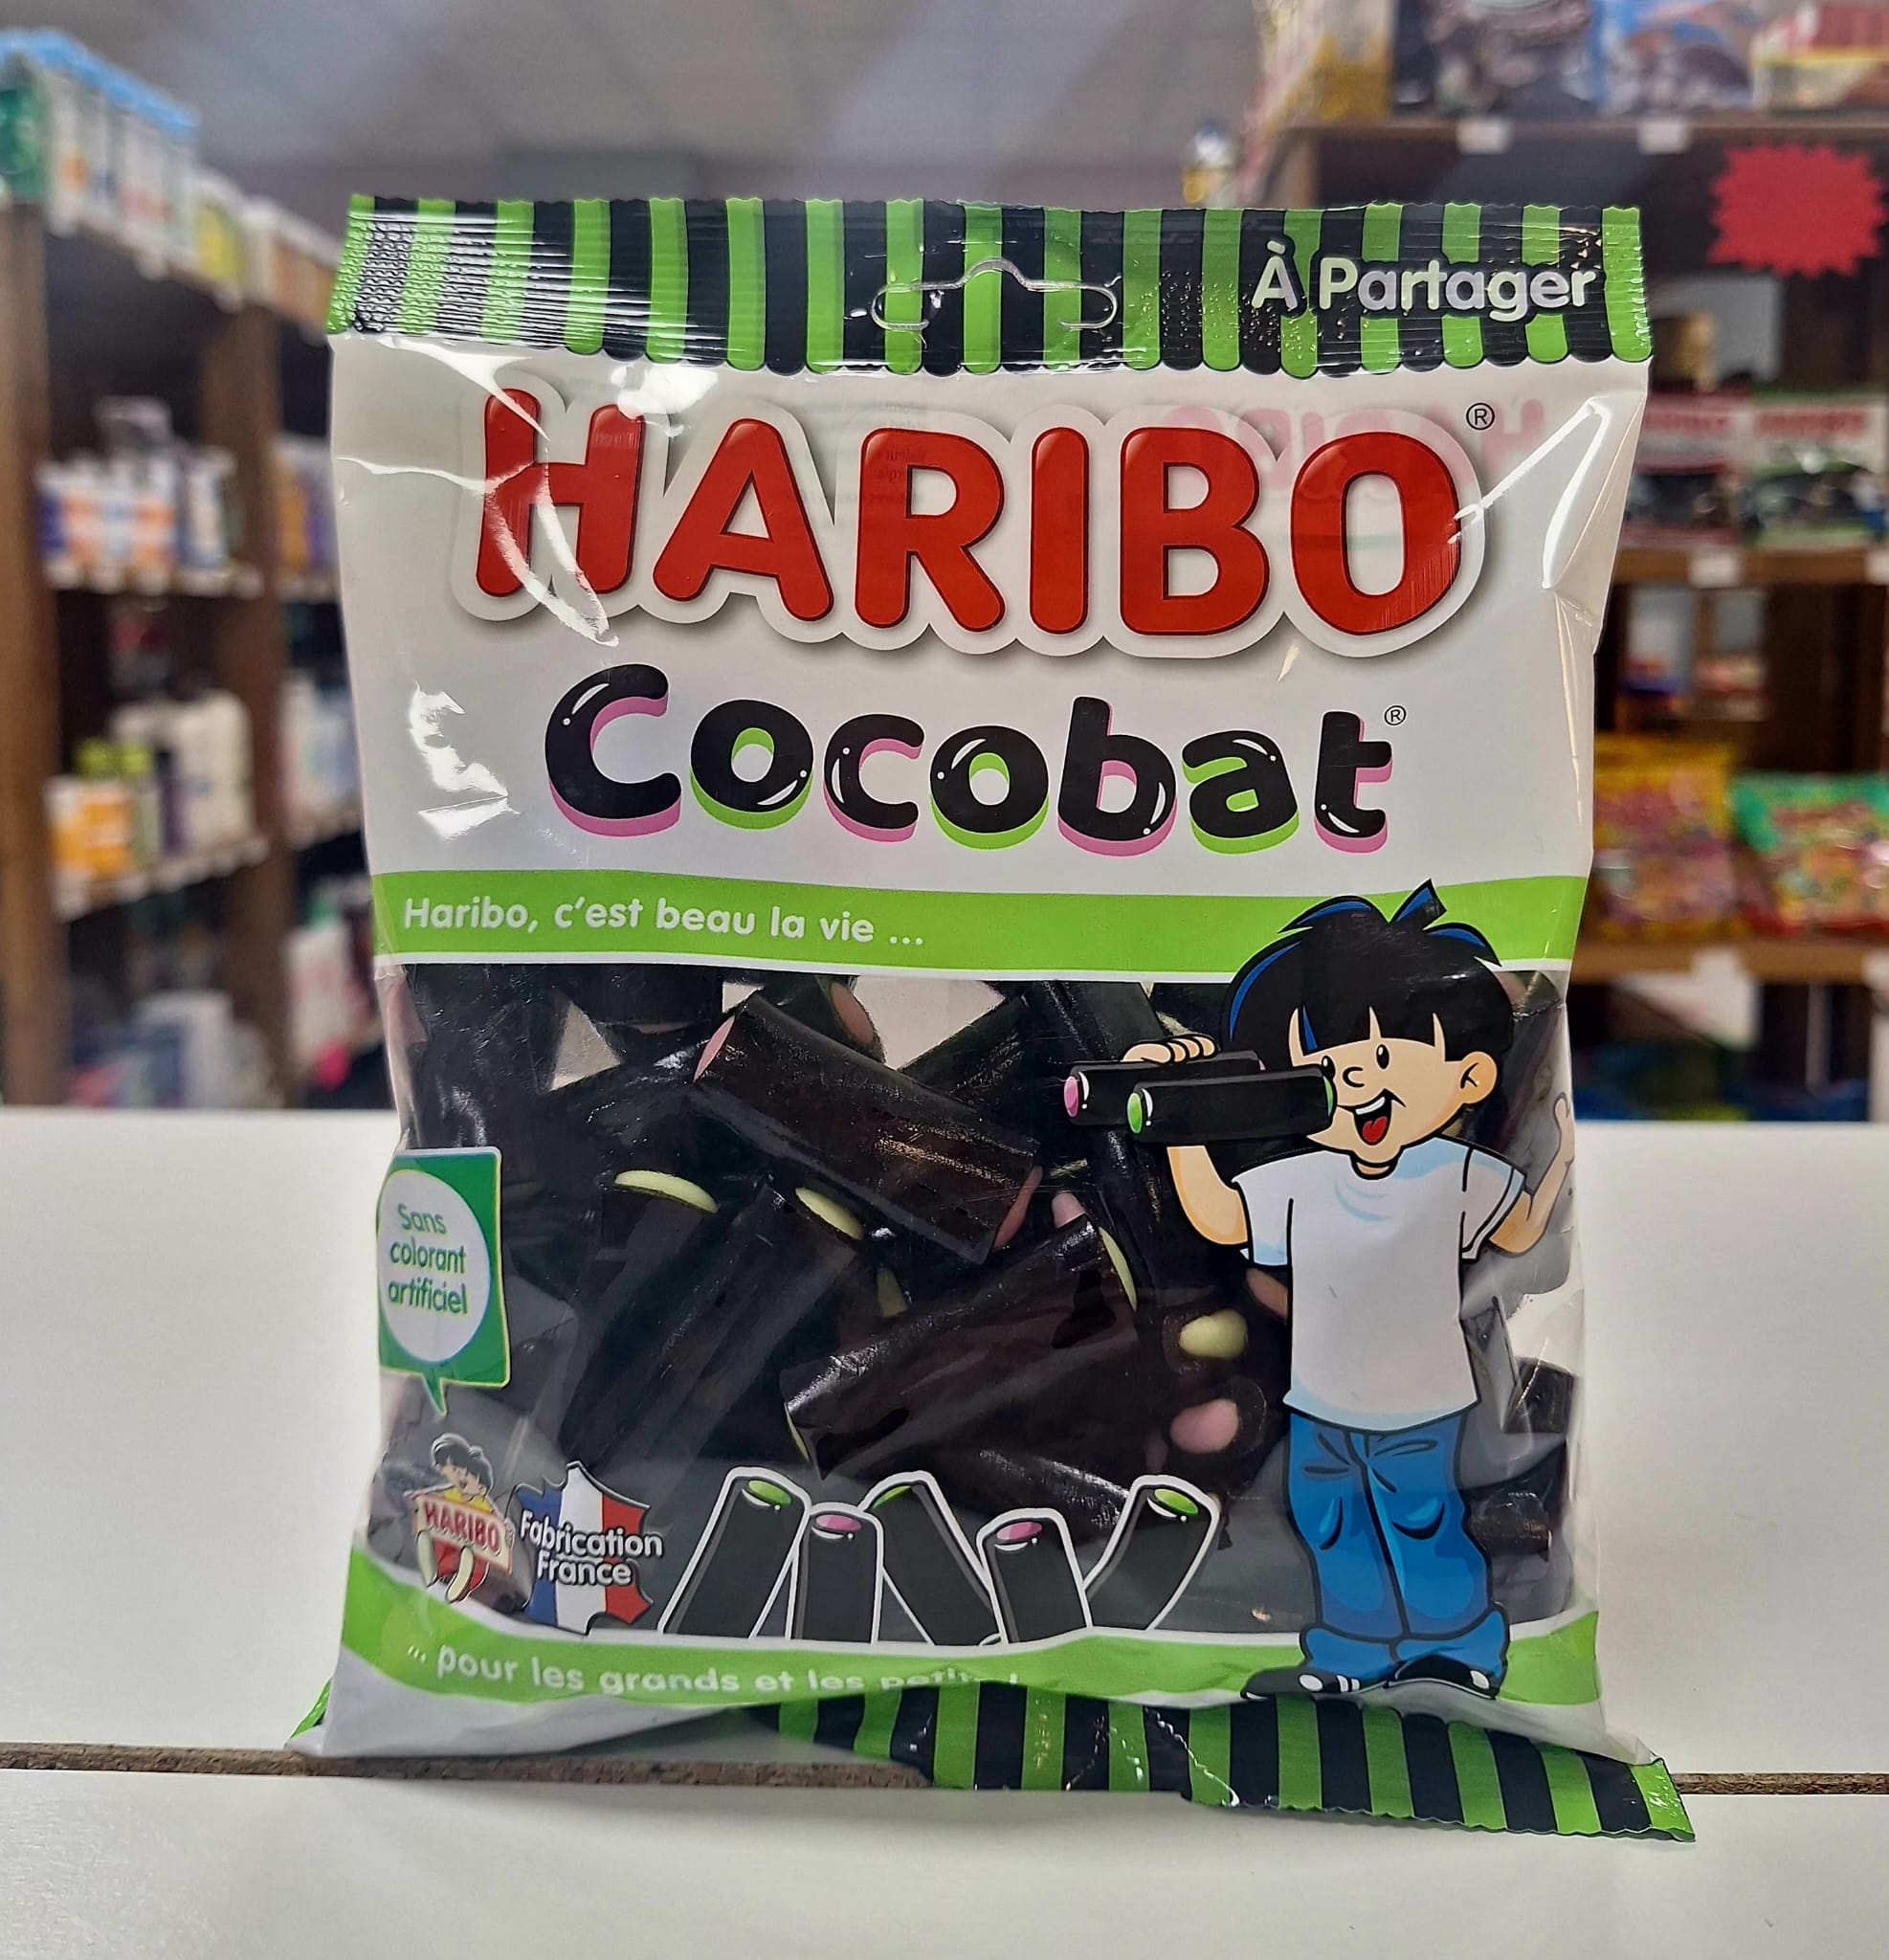 À Partager
HARIBO®
Cocobat®
Haribo, c'est beau la vie ...
Sans
colorant
artificiel
HARIBO
Fabrication
France
... pour les grands et les petits !